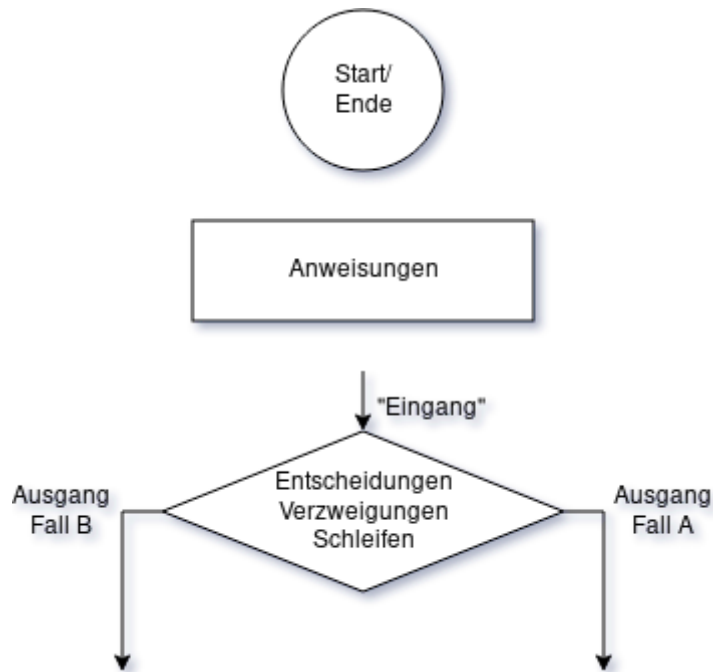 Start/
Ende
Anweisungen
"Eingang"
Entscheidungen
Verzweigungen
Schleifen
Ausgang
Fall B
Ausgang
Fall A